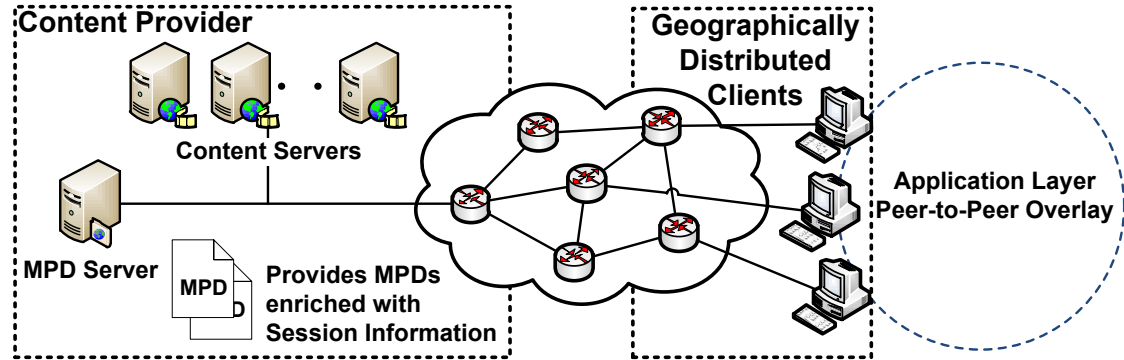 Content Provider
Content Servers
MPD Server
MPD
D
Provides MPDs
enriched with
Session Information
Geographically
Distributed
Clients
Application Layer
Peer-to-Peer Overlay